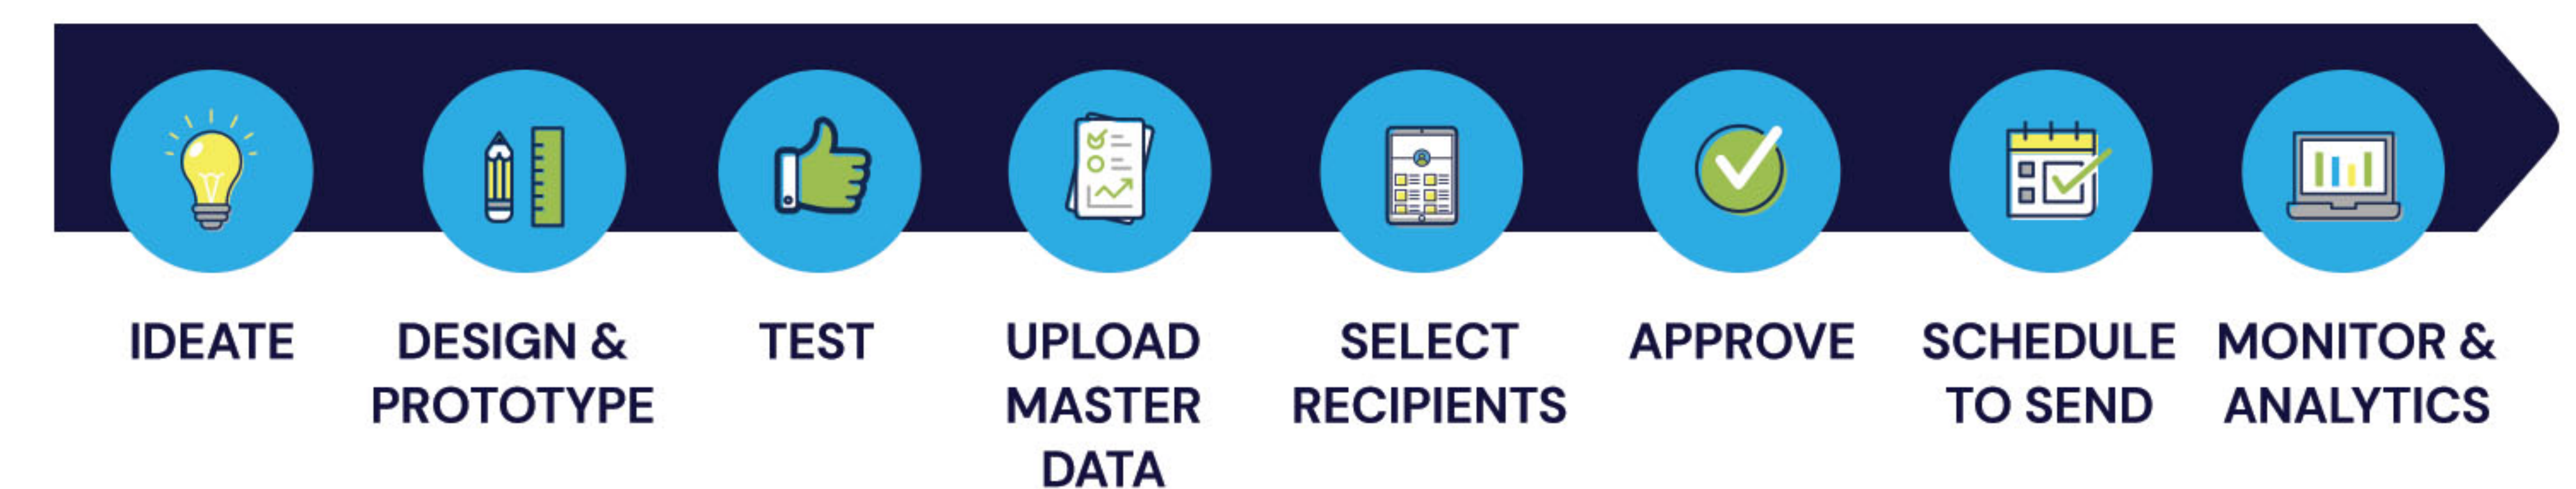 IDEATE
DESIGN &
PROTOTYPE
TEST
UPLOAD
MASTER
DATA
SELECT
RECIPIENTS
APPROVE
SCHEDULE
TO SEND
MONITOR &
ANALYTICS